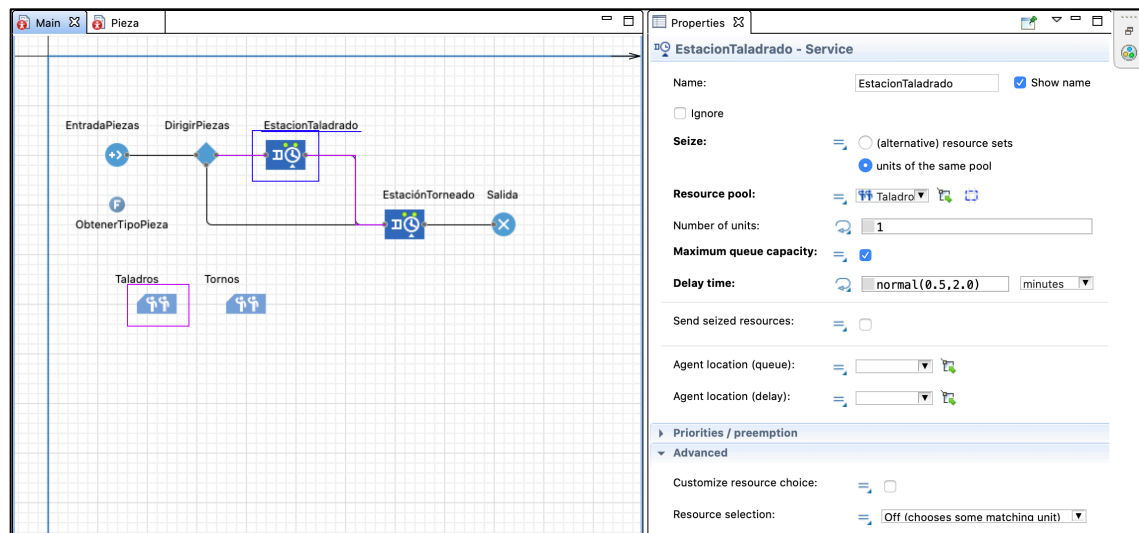 Main
Pieza
EntradaPiezas
DirigirPiezas
EstacionTaladrado
EstaciónTorneado
Salida
F
ObtenerTipoPieza
Taladros
Tornos
Properties
EstacionTaladrado - Service
Name:
EstacionTaladrado
Show name
Ignore
Seize:
(alternative) resource sets
units of the same pool
Resource pool:
Taladro
Number of units:
1
Maximum queue capacity:
Delay time:
normal(0.5,2.0)
minutes
Send seized resources:
Agent location (queue):
Agent location (delay):
Priorities / preemption
Advanced
Customize resource choice:
Resource selection:
Off (chooses some matching unit)